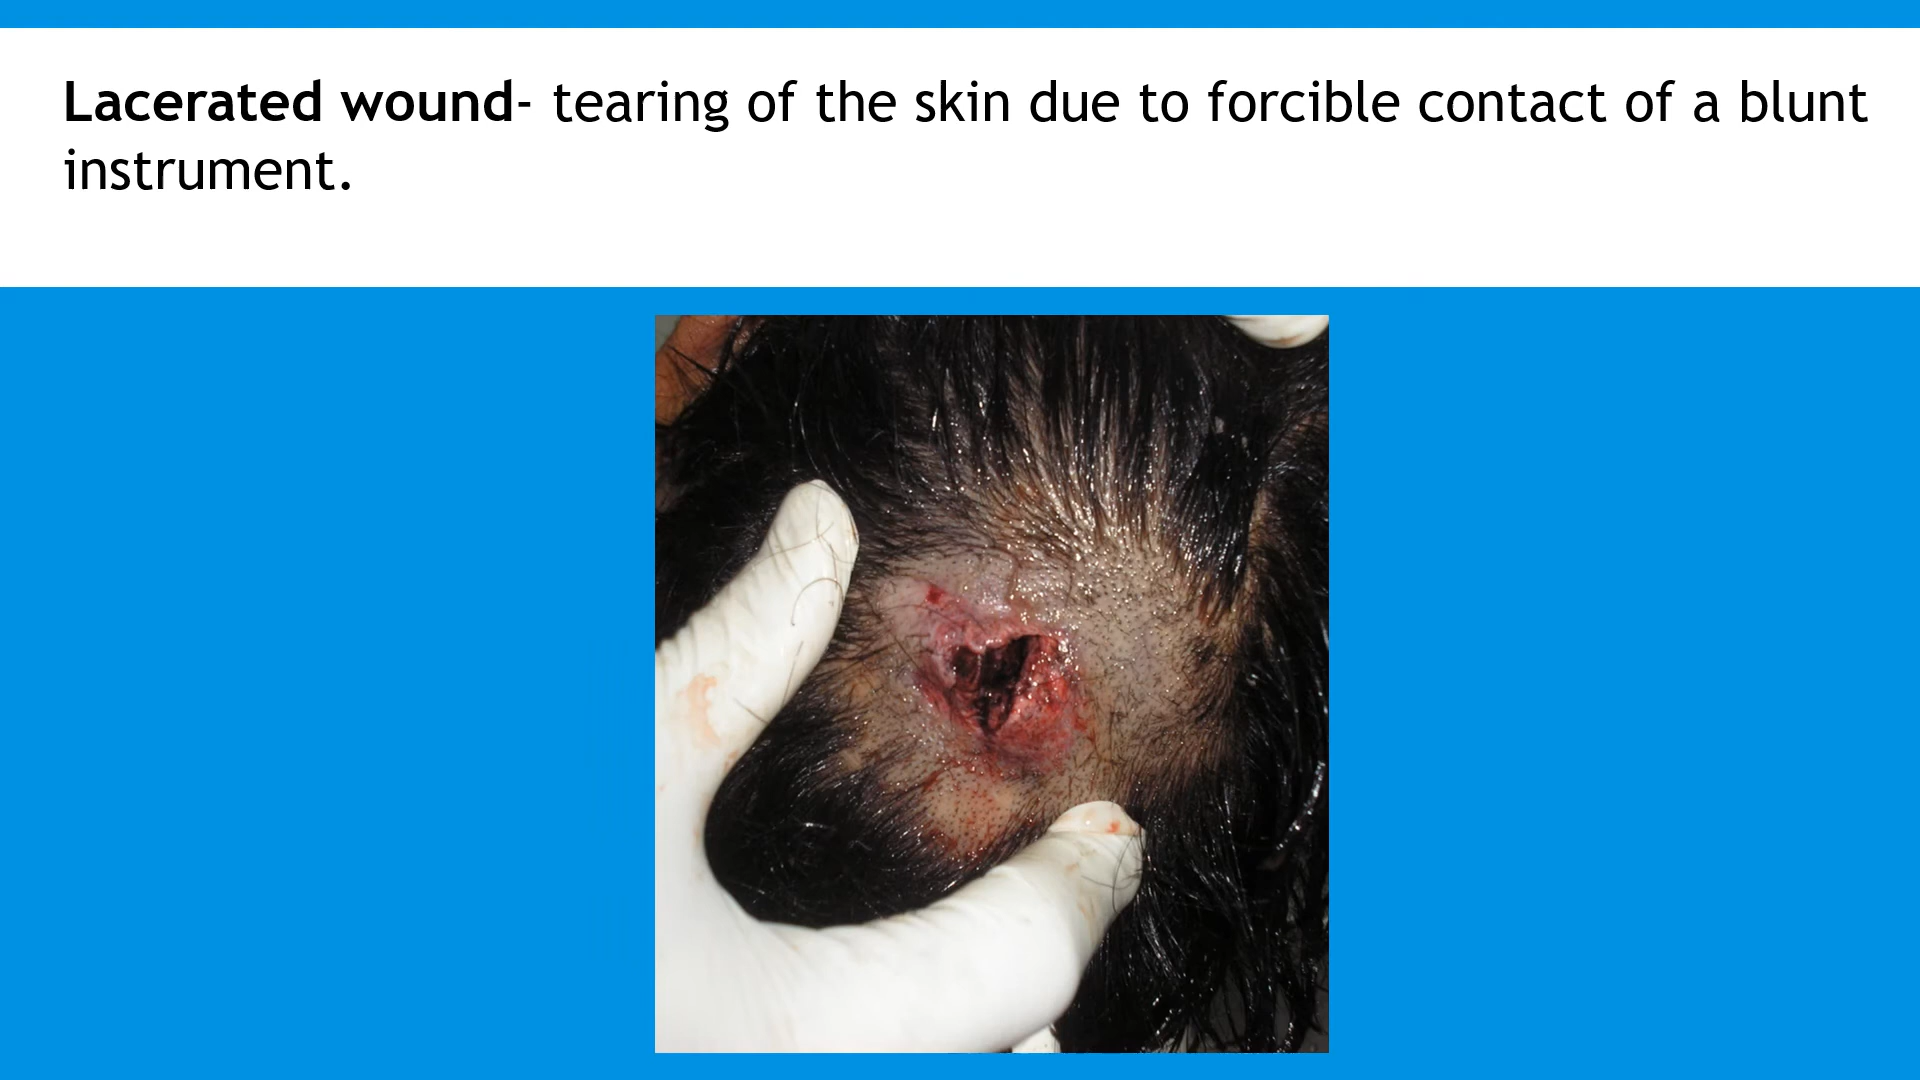 Lacerated wound- tearing of the skin due to forcible contact of a blunt
instrument.